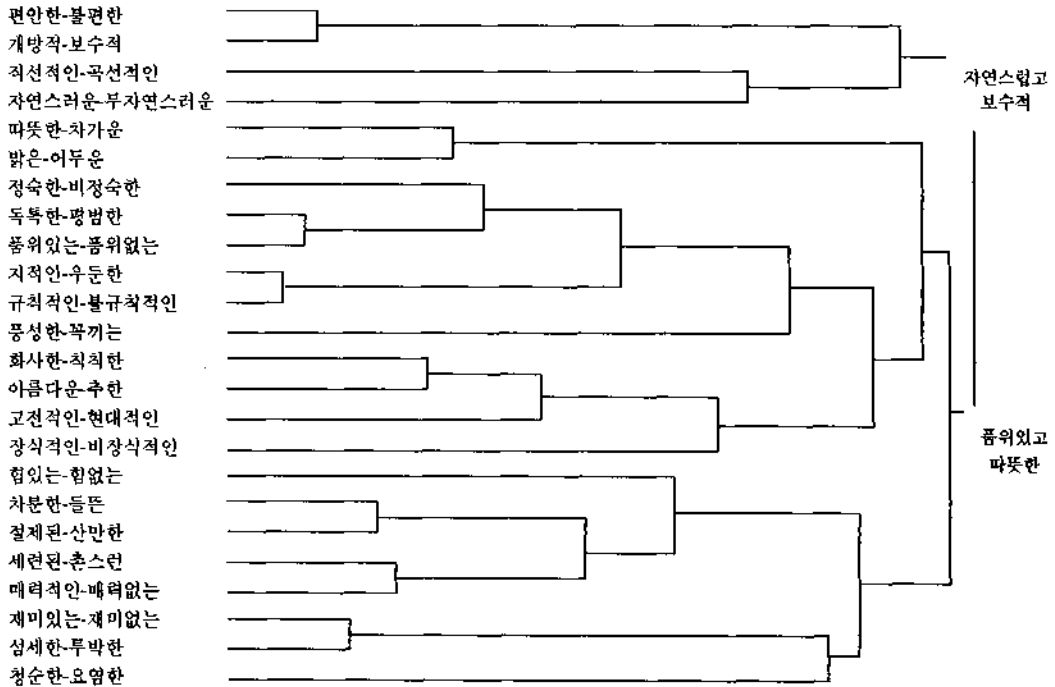 편안한-불편한
개방적-보수적
직선적인-곡선적인
자연스러운-부자연스러운
따뜻한-차가운
밝은-어두운
정숙한-비정숙한
독특한-평범한
품위있는-품위없는
지적인-우둔한
규칙적인-불규칙적인
풍성한-꼭끼는
화사한-칙칙한
아름다운-추한
고전적인-현대적인
장식적인-비장식적인
힘있는-힘없는
차분한-들뜬
절제된-산만한
세련된-촌스런
매력적인-매력없는
재미있는-재미없는
섬세한-투박한
청순한-요염한
자연스럽고
보수적
품위있고
따뜻한